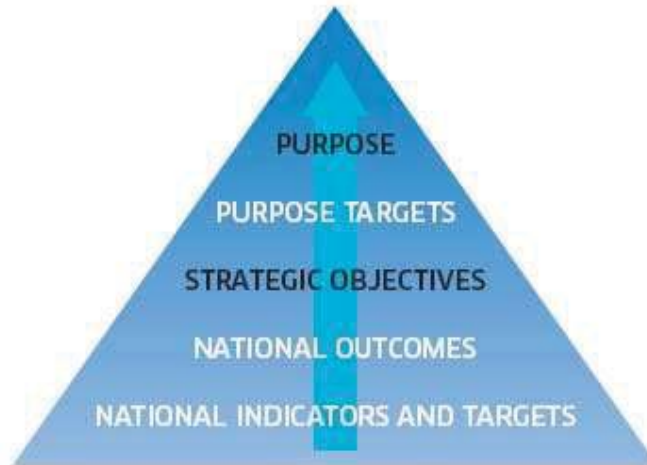 PURPOSE
PURPOSE TARGETS
STRATEGIC OBJECTIVES
NATIONAL OUTCOMES
NATIONAL INDICATORS AND TARGETS